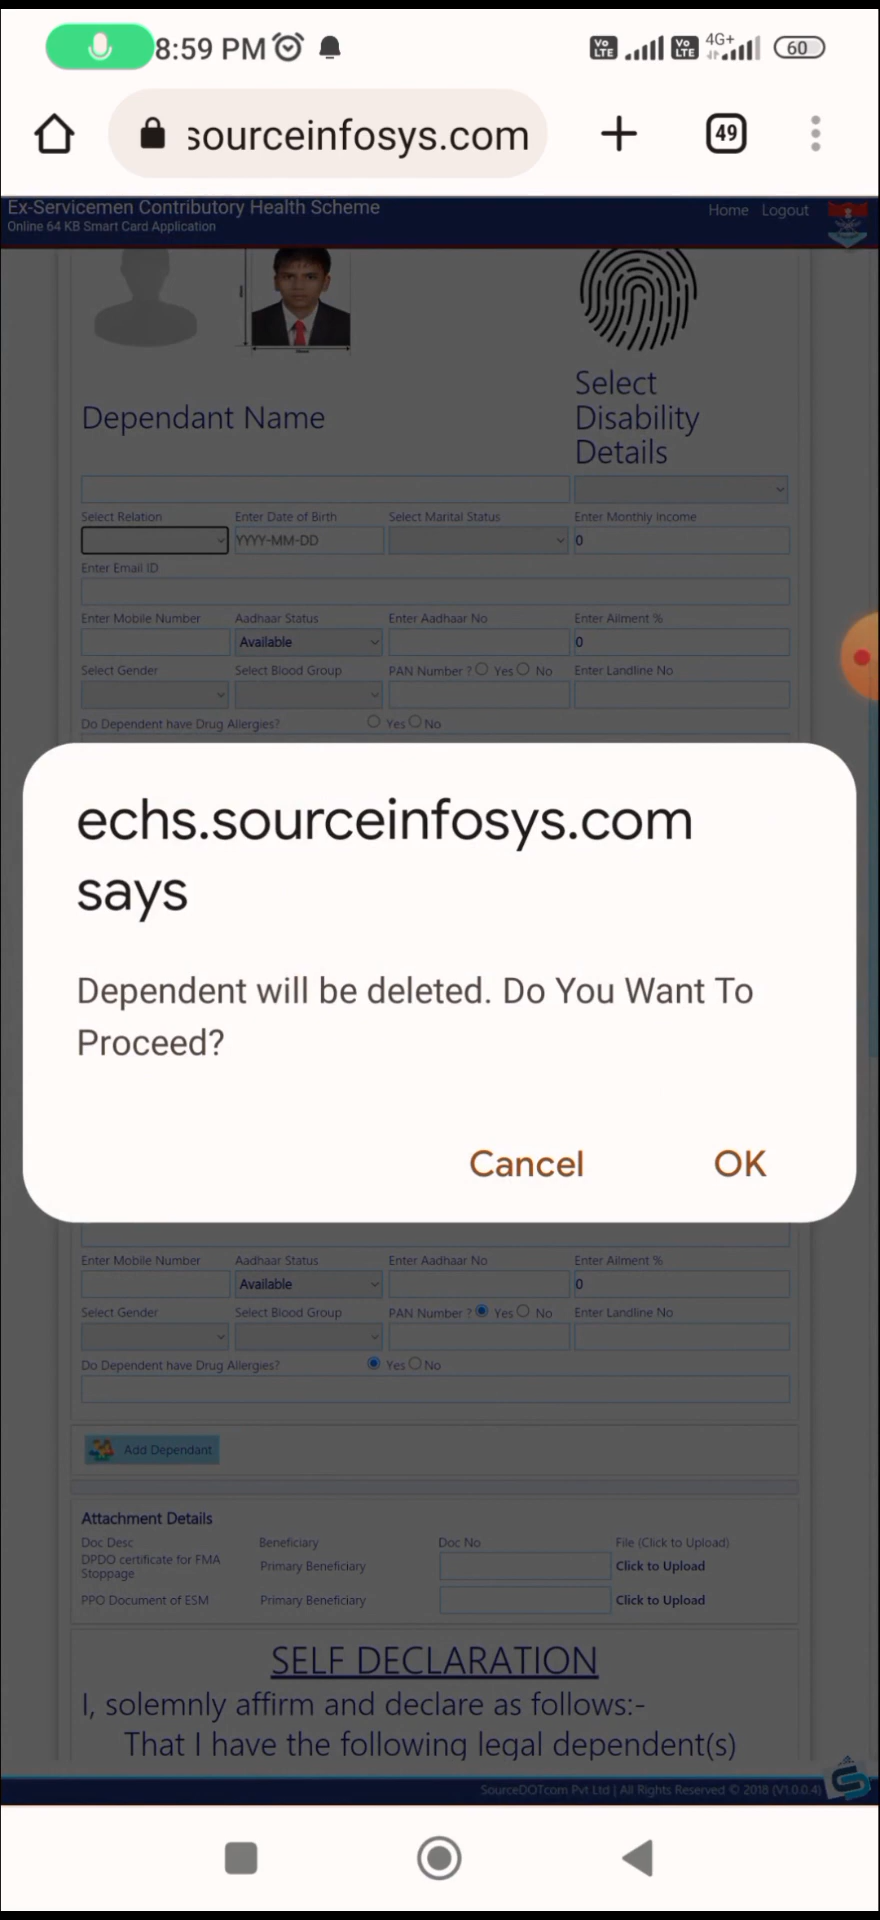 8:59 PM
Vo LTE Vo LTE 4G+ 60
sourceinfosys.com
49
Ex-Servicemen Contributory Health Scheme
Online 64 KB Smart Card Application
Home Logout
Dependant Name
Select
Disability
Details
Select Relation Enter Date of Birth Select Marital Status Enter Monthly Income
YYYY-MM-DD 0
Enter Email ID
Enter Mobile Number Aadhaar Status Enter Aadhaar No Enter Ailment %
Available 0
Select Gender Select Blood Group PAN Number ? Yes No Enter Landline No
Do Dependent have Drug Allergies? Yes No
echs.sourceinfosys.com
says
Dependent will be deleted. Do You Want To
Proceed?
Cancel OK
Enter Mobile Number Aadhaar Status Enter Aadhaar No Enter Ailment %
Available 0
Select Gender Select Blood Group PAN Number ? Yes No Enter Landline No
Do Dependent have Drug Allergies? Yes No
Add Dependant
Attachment Details
Doc Desc Beneficiary Doc No File (Click to Upload)
DPDO certificate for FMA
Stoppage
Primary Beneficiary Click to Upload
PPO Document of ESM Primary Beneficiary Click to Upload
SELF DECLARATION
I, solemnly affirm and declare as follows:-
That I have the following legal dependent(s)
SourceDOTcom Pvt Ltd | All Rights Reserved © 2018 (V1.0.0.4)